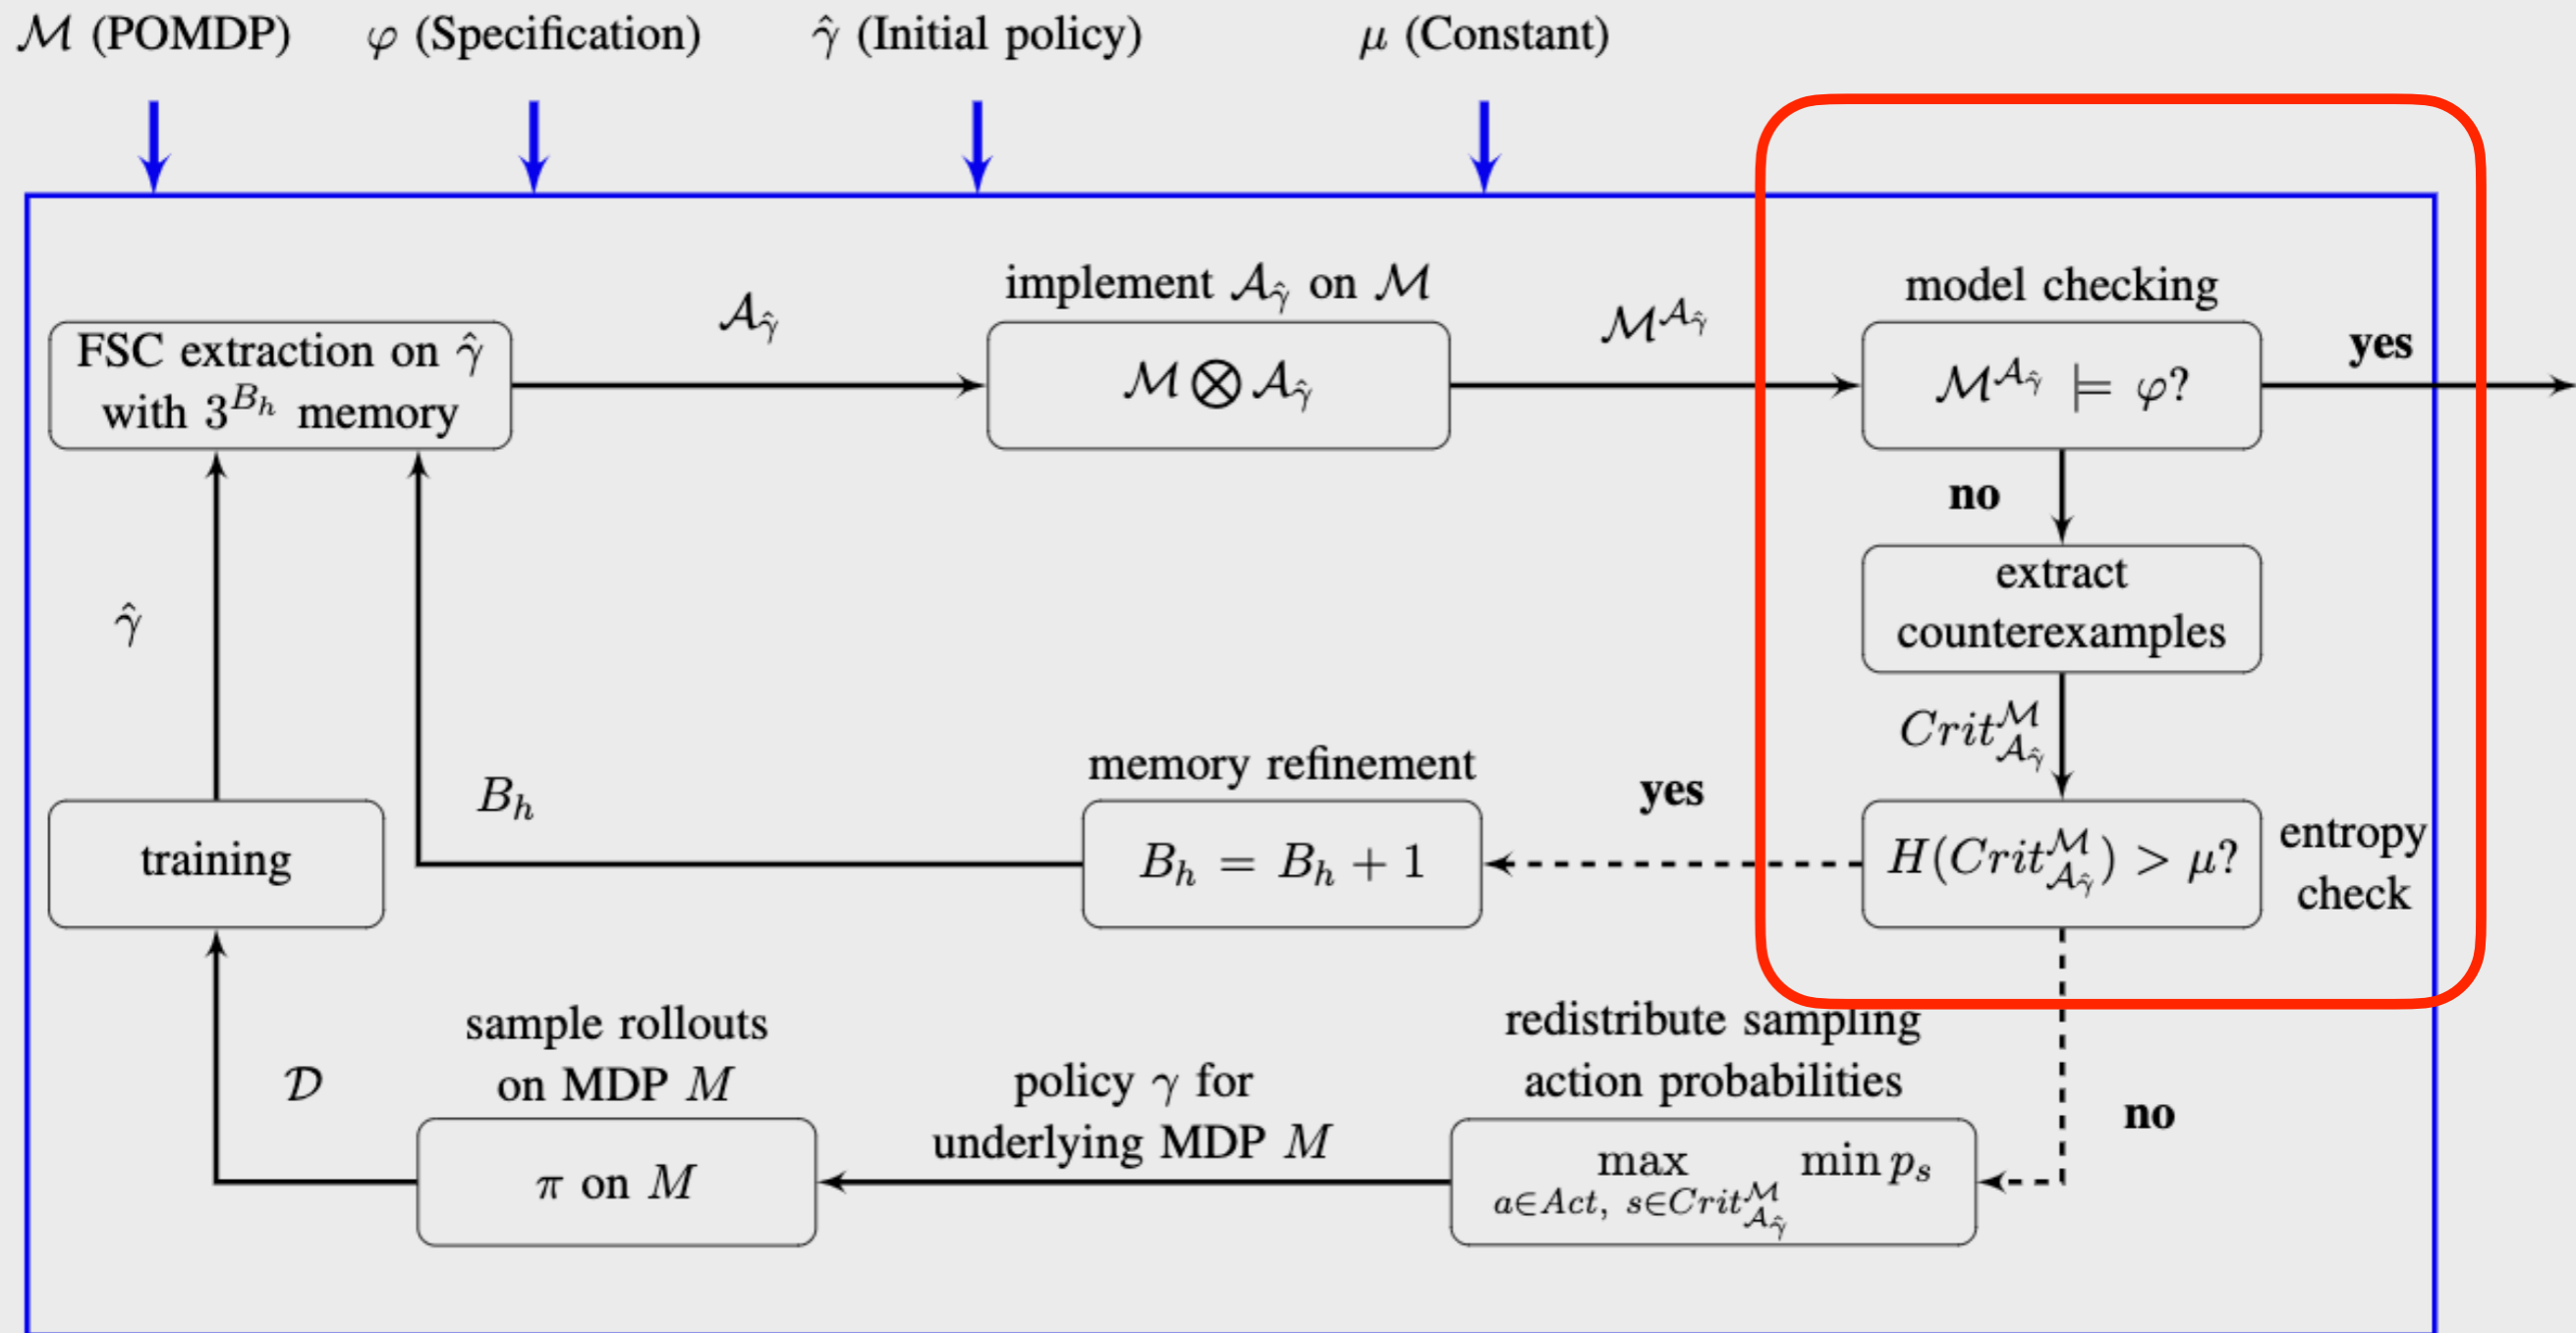 ℳ (POMDP)
φ (Specification)
γ̂ (Initial policy)
μ (Constant)
FSC extraction on γ̂
with 3^{B_h} memory
𝒜_γ̂
implement 𝒜_γ̂ on ℳ
ℳ ⊗ 𝒜_γ̂
ℳ^{𝒜_γ̂}
model checking
ℳ^{𝒜_γ̂} ⊨ φ?
yes
no
extract
counterexamples
Crit^ℳ_{𝒜_γ̂}
H(Crit^ℳ_{𝒜_γ̂}) > μ?
entropy
check
yes
memory refinement
B_h = B_h + 1
B_h
γ̂
training
no
redistribute sampling
action probabilities
max min p_s
a∈Act, s∈Crit^ℳ_{𝒜_γ̂}
policy γ for
underlying MDP M
sample rollouts
on MDP M
π on M
𝒟